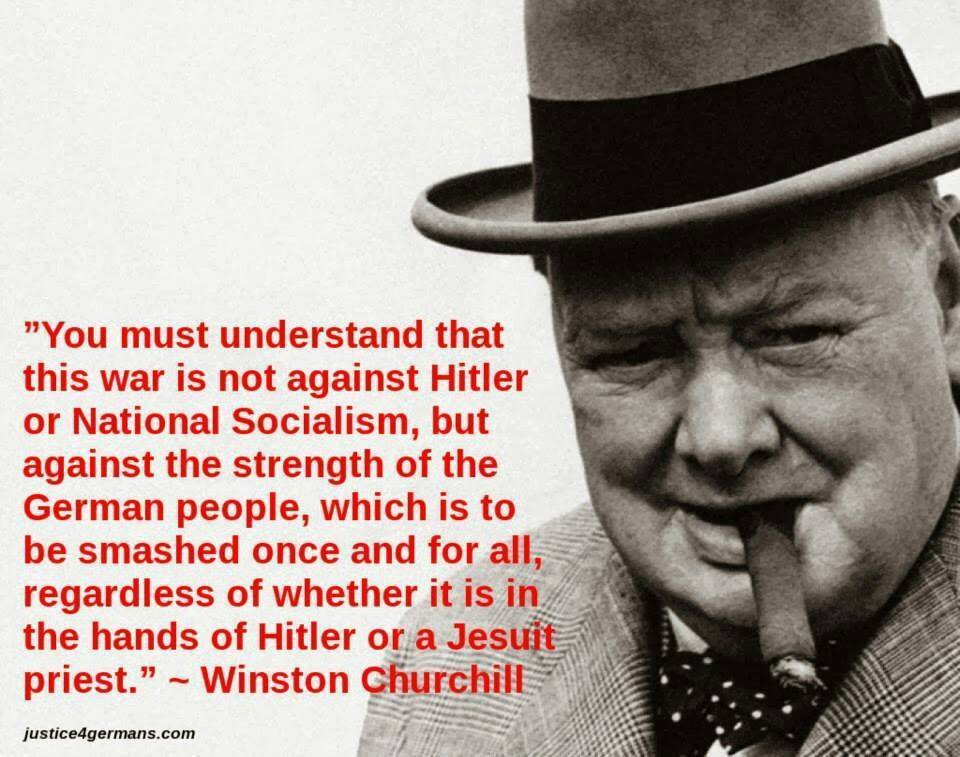 ”You must understand that
this war is not against Hitler
or National Socialism, but
against the strength of the
German people, which is to
be smashed once and for all,
regardless of whether it is in
the hands of Hitler or a Jesuit
priest.” ~ Winston Churchill
justice4germans.com